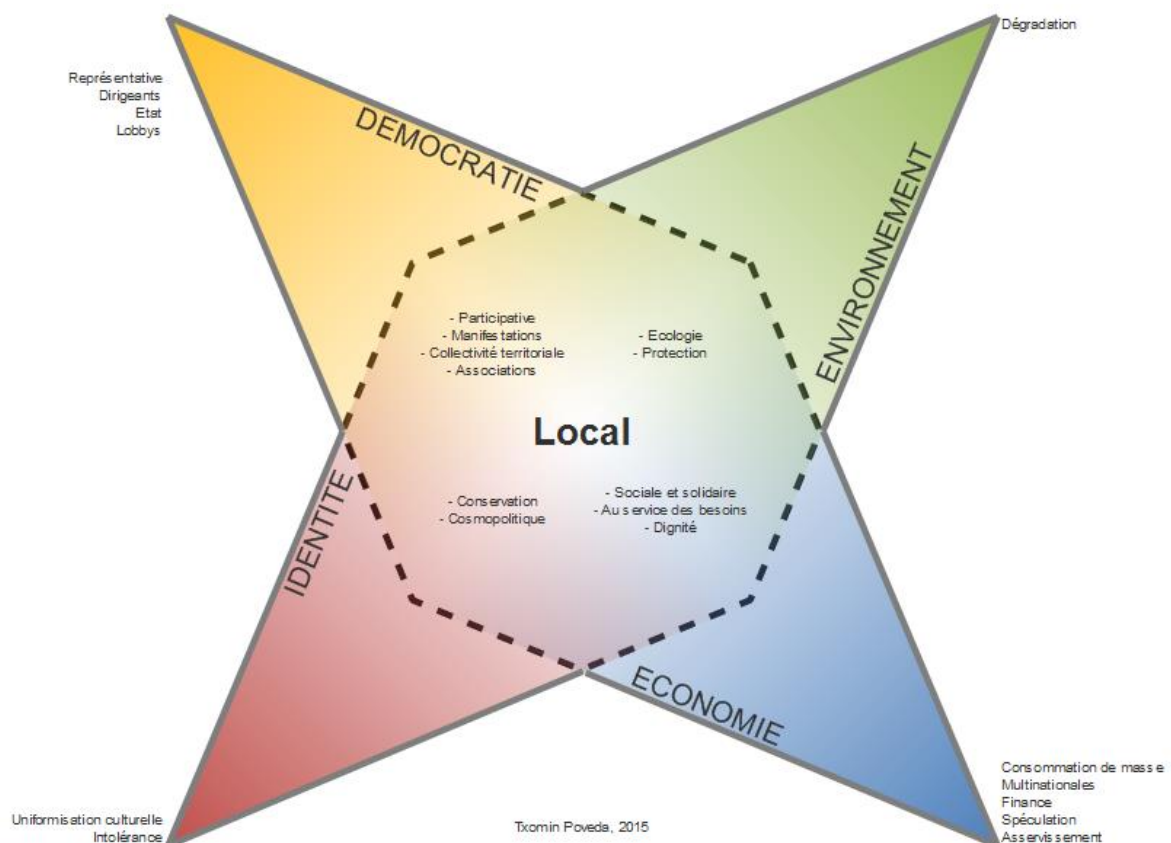 Dégradation
Représentative
Dirigeants
Etat
Lobbys
DEMOCRATIE
ENVIRONNEMENT
- Participative
- Manifestations
- Collectivité territoriale
- Associations
- Ecologie
- Protection
Local
- Conservation
- Cosmopolitique
- Sociale et solidaire
- Au service des besoins
- Dignité
IDENTITE
ECONOMIE
Uniformisation culturelle
Intolérance
Txomin Poveda, 2015
Consommation de masse
Multinationales
Finance
Spéculation
Asservissement